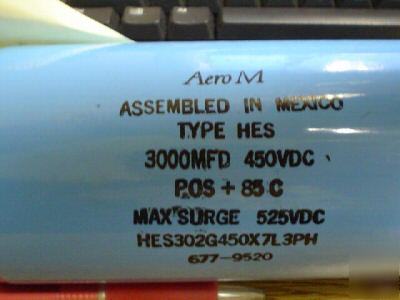 Aero M
ASSEMBLED IN MEXICO
TYPE HES
3000MFD 450VDC
POS + 85 C
MAX SURGE 525VDC
HES302G450X7L3PH
677-9520